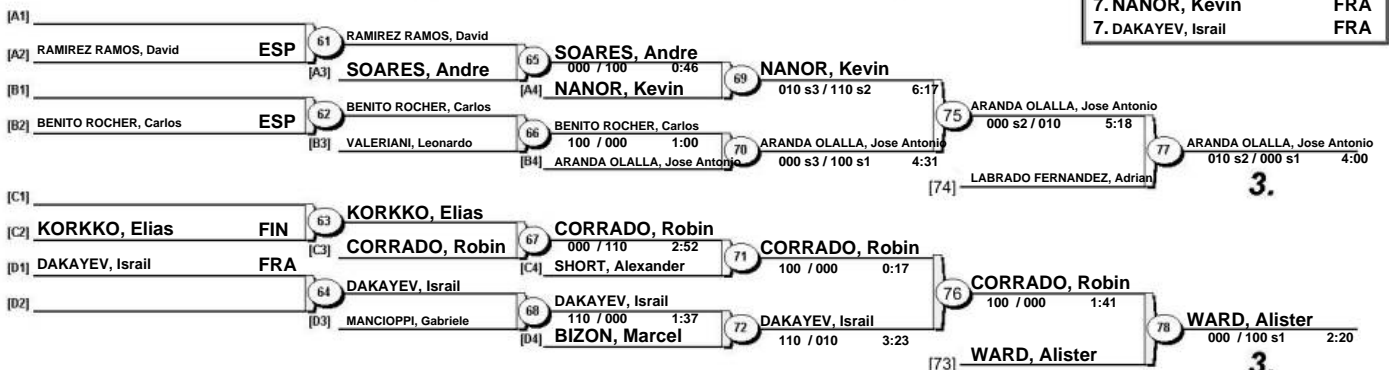 7. NANOR, Kevin FRA
7. DAKAYEV, Israil FRA
[A1]
[A2] RAMIREZ RAMOS, David ESP
61
RAMIREZ RAMOS, David
[A3] SOARES, Andre
65
SOARES, Andre
000 / 100 0:46
[A4] NANOR, Kevin
69
NANOR, Kevin
010 s3 / 110 s2 6:17
[B1]
[B2] BENITO ROCHER, Carlos ESP
62
BENITO ROCHER, Carlos
[B3] VALERIANI, Leonardo
66
BENITO ROCHER, Carlos
100 / 000 1:00
[B4] ARANDA OLALLA, Jose Antonio
70
ARANDA OLALLA, Jose Antonio
000 s3 / 100 s1 4:31
75
ARANDA OLALLA, Jose Antonio
000 s2 / 010 5:18
[74] LABRADO FERNANDEZ, Adrian
77
ARANDA OLALLA, Jose Antonio
010 s2 / 000 s1 4:00
3.
[C1]
[C2] KORKKO, Elias FIN
63
KORKKO, Elias
[C3] CORRADO, Robin
67
CORRADO, Robin
000 / 110 2:52
[C4] SHORT, Alexander
71
CORRADO, Robin
100 / 000 0:17
[D1] DAKAYEV, Israil FRA
[D2]
64
DAKAYEV, Israil
[D3] MANCIOPPI, Gabriele
68
DAKAYEV, Israil
110 / 000 1:37
[D4] BIZON, Marcel
72
DAKAYEV, Israil
110 / 010 3:23
76
CORRADO, Robin
100 / 000 1:41
[73] WARD, Alister
78
WARD, Alister
000 / 100 s1 2:20
3.